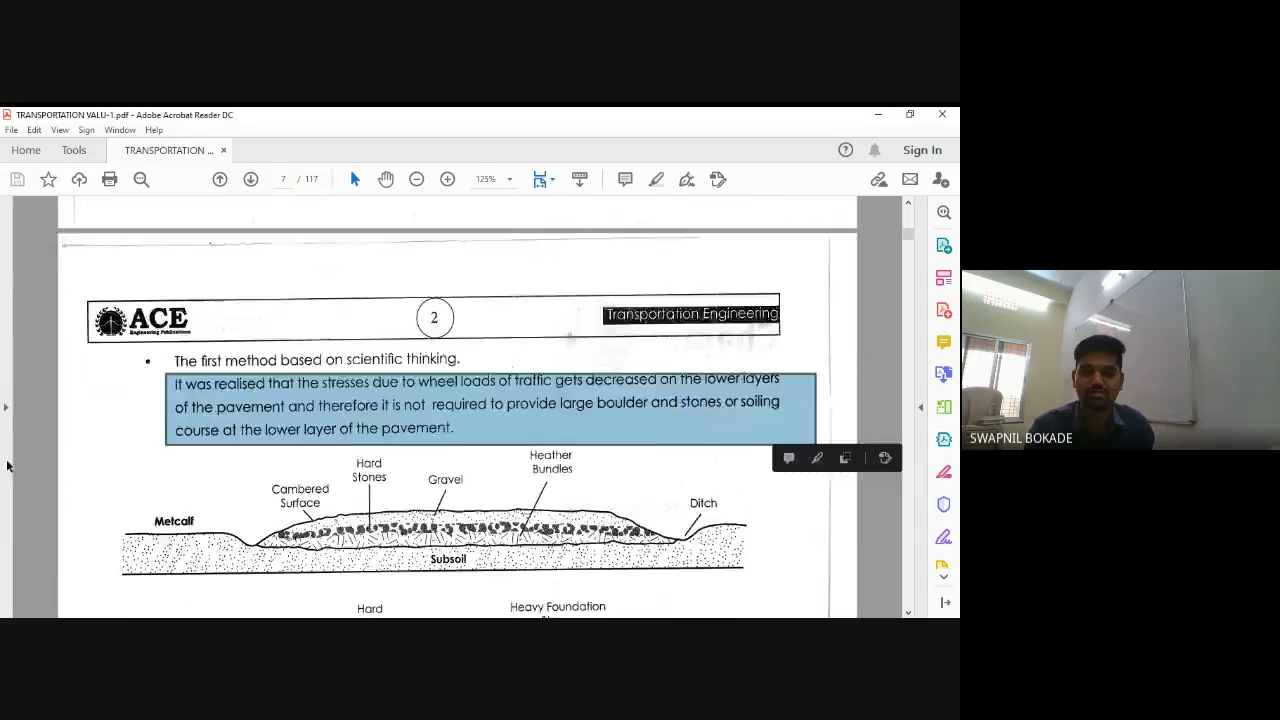 TRANSPORTATION VALU-1.pdf - Adobe Acrobat Reader DC
File Edit View Sign Window Help
Home Tools TRANSPORTATION ... × Sign In
7 / 117 125%
ACE
Engineering Publications
2
Transportation Engineering
• The first method based on scientific thinking.
It was realised that the stresses due to wheel loads of traffic gets decreased on the lower layers
of the pavement and therefore it is not required to provide large boulder and stones or soiling
course at the lower layer of the pavement.
Heather
Bundles
Hard
Stones
Gravel
Cambered
Surface
Ditch
Metcalf
Subsoil
Hard
Heavy Foundation
SWAPNIL BOKADE